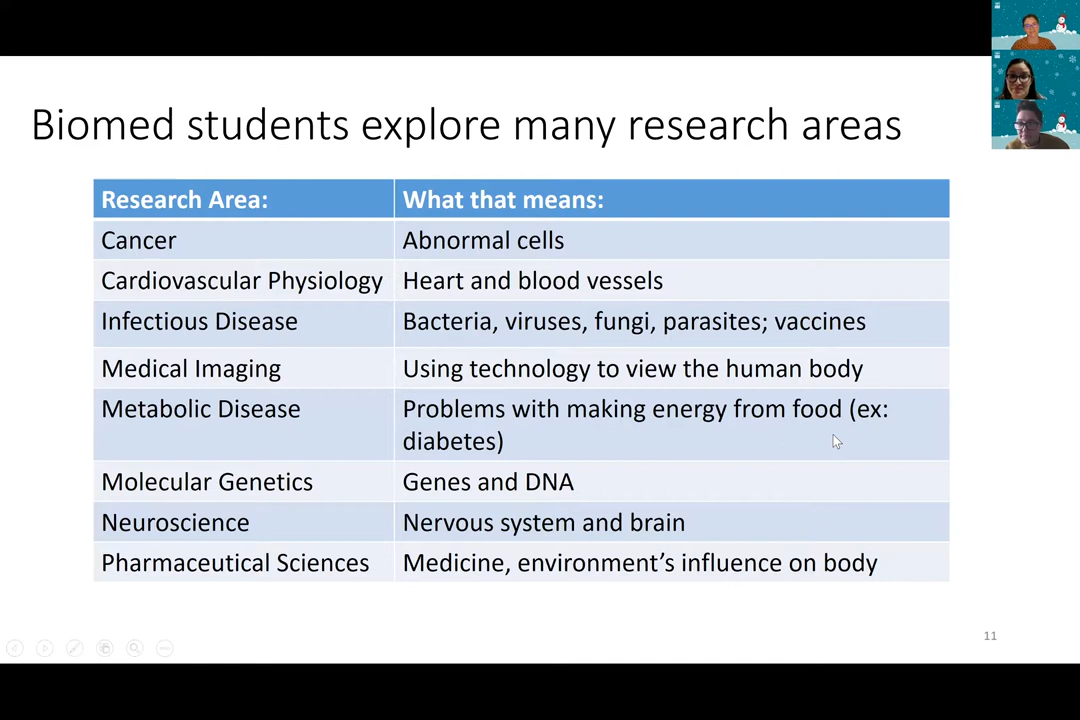 Biomed students explore many research areas
Research Area: What that means:
Cancer Abnormal cells
Cardiovascular Physiology Heart and blood vessels
Infectious Disease Bacteria, viruses, fungi, parasites; vaccines
Medical Imaging Using technology to view the human body
Metabolic Disease Problems with making energy from food (ex:
diabetes)
Molecular Genetics Genes and DNA
Neuroscience Nervous system and brain
Pharmaceutical Sciences Medicine, environment’s influence on body
11